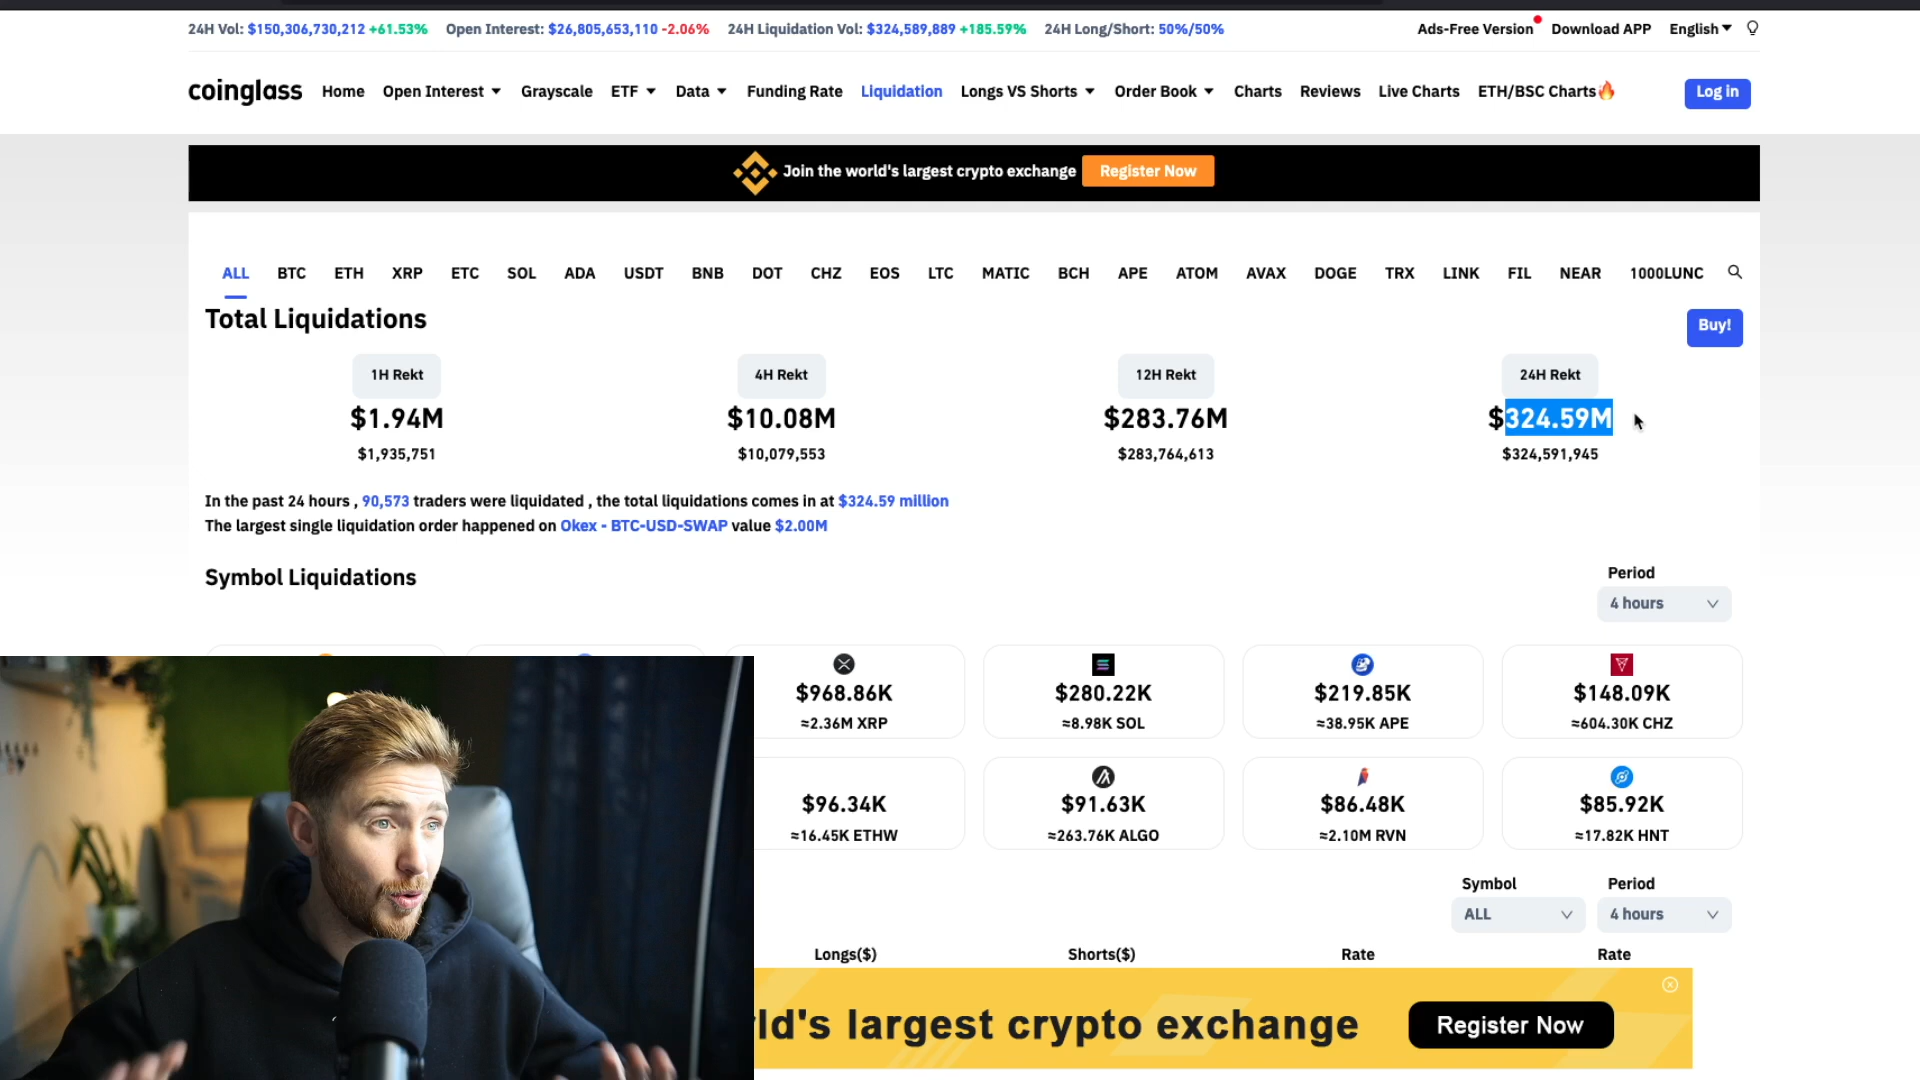 24H Vol: $150,306,730,212 +61.53% Open Interest: $26,805,653,110 -2.06% 24H Liquidation Vol: $324,589,889 +185.59% 24H Long/Short: 50%/50% Ads-Free Version Download APP English
coinglass Home Open Interest Grayscale ETF Data Funding Rate Liquidation Longs VS Shorts Order Book Charts Reviews Live Charts ETH/BSC Charts🔥 Log in
Join the world's largest crypto exchange Register Now
ALL BTC ETH XRP ETC SOL ADA USDT BNB DOT CHZ EOS LTC MATIC BCH APE ATOM AVAX DOGE TRX LINK FIL NEAR 1000LUNC
Total Liquidations Buy!
1H Rekt 4H Rekt 12H Rekt 24H Rekt
$1.94M $10.08M $283.76M $324.59M
$1,935,751 $10,079,553 $283,764,613 $324,591,945
In the past 24 hours , 90,573 traders were liquidated , the total liquidations comes in at $324.59 million
The largest single liquidation order happened on Okex - BTC-USD-SWAP value $2.00M
Symbol Liquidations
Period
4 hours
$968.86K $280.22K $219.85K $148.09K
≈2.36M XRP ≈8.98K SOL ≈38.95K APE ≈604.30K CHZ
$96.34K $91.63K $86.48K $85.92K
≈16.45K ETHW ≈263.76K ALGO ≈2.10M RVN ≈17.82K HNT
Symbol Period
ALL 4 hours
Longs($) Shorts($) Rate Rate
ld's largest crypto exchange Register Now